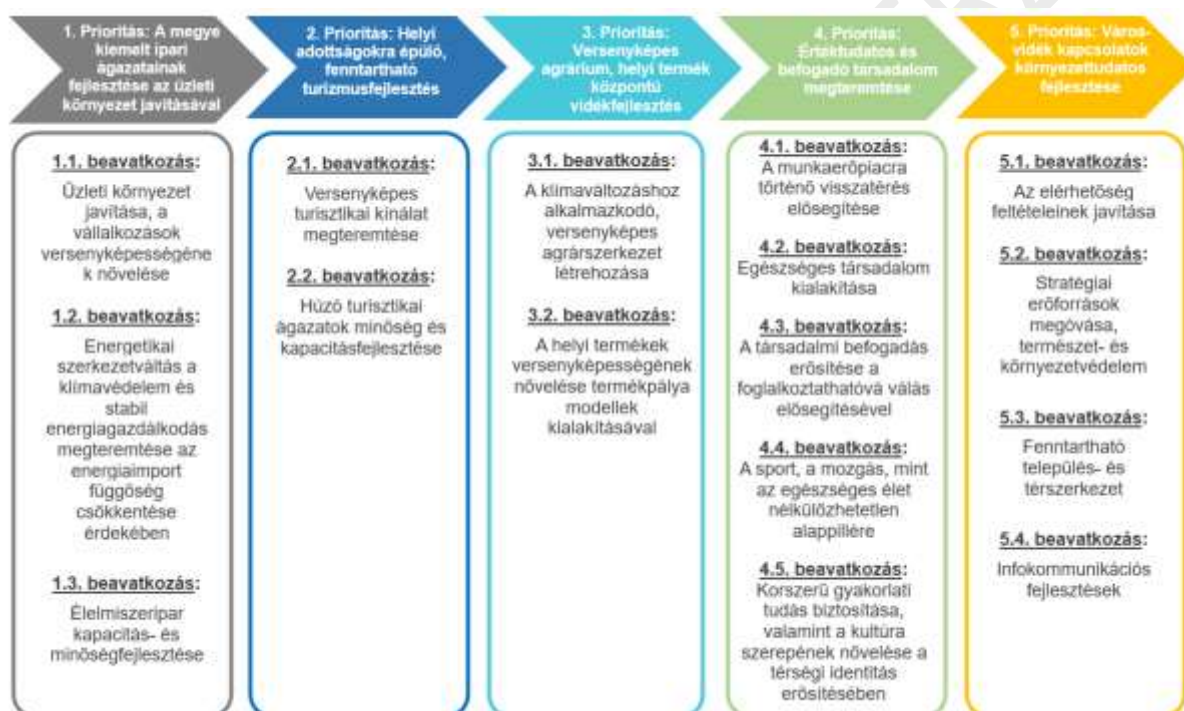 1. Prioritás: A megye
kiemelt ipari
ágazatainak
fejlesztése az üzleti
környezet javításával
1.1. beavatkozás:
Üzleti környezet
javítása, a
vállalkozások
versenyképességéne
k növelése
1.2. beavatkozás:
Energetikai
szerkezetváltás a
klímavédelem és
stabil
energiagazdálkodás
megteremtése az
energiaimport
függőség
csökkentése
érdekében
1.3. beavatkozás:
Élelmiszeripar
kapacitás- és
minőségfejlesztése
2. Prioritás: Helyi
adottságokra épülő,
fenntartható
turizmusfejlesztés
2.1. beavatkozás:
Versenyképes
turisztikai kínálat
megteremtése
2.2. beavatkozás:
Húzó turisztikai
ágazatok minőség és
kapacitásfejlesztése
3. Prioritás:
Versenyképes
agrárium, helyi termék
központú
vidékfejlesztés
3.1. beavatkozás:
A klímaváltozáshoz
alkalmazkodó,
versenyképes
agrárszerkezet
létrehozása
3.2. beavatkozás:
A helyi termékek
versenyképességének
növelése termékpálya
modellek
kialakításával
4. Prioritás:
Értéktudatos és
befogadó társadalom
megteremtése
4.1. beavatkozás:
A munkaerőpiacra
történő visszatérés
elősegítése
4.2. beavatkozás:
Egészséges társadalom
kialakítása
4.3. beavatkozás:
A társadalmi befogadás
erősítése a
foglalkoztathatóvá válás
elősegítésével
4.4. beavatkozás:
A sport, a mozgás, mint
az egészséges élet
nélkülözhetetlen
alappillére
4.5. beavatkozás:
Korszerű gyakorlati
tudás biztosítása,
valamint a kultúra
szerepének növelése a
térségi identitás
erősítésében
5. Prioritás: Város-
vidék kapcsolatok
környezettudatos
fejlesztése
5.1. beavatkozás:
Az elérhetőség
feltételeinek javítása
5.2. beavatkozás:
Stratégiai
erőforrások
megóvása,
természet- és
környezetvédelem
5.3. beavatkozás:
Fenntartható
település- és
térszerkezet
5.4. beavatkozás:
Infokommunikációs
fejlesztések